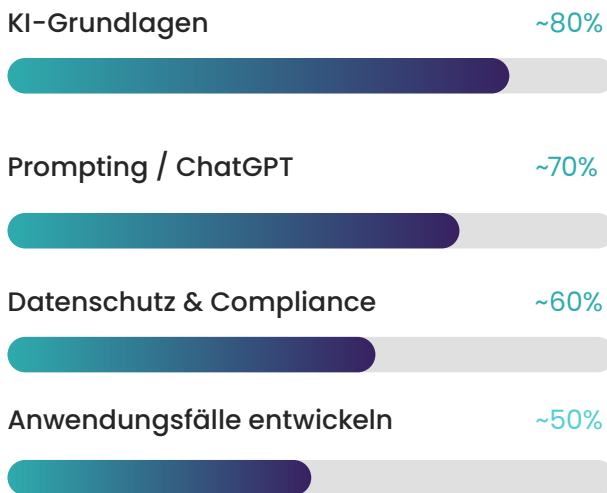 KI-Grundlagen ~80%
Prompting / ChatGPT ~70%
Datenschutz & Compliance ~60%
Anwendungsfälle entwickeln ~50%